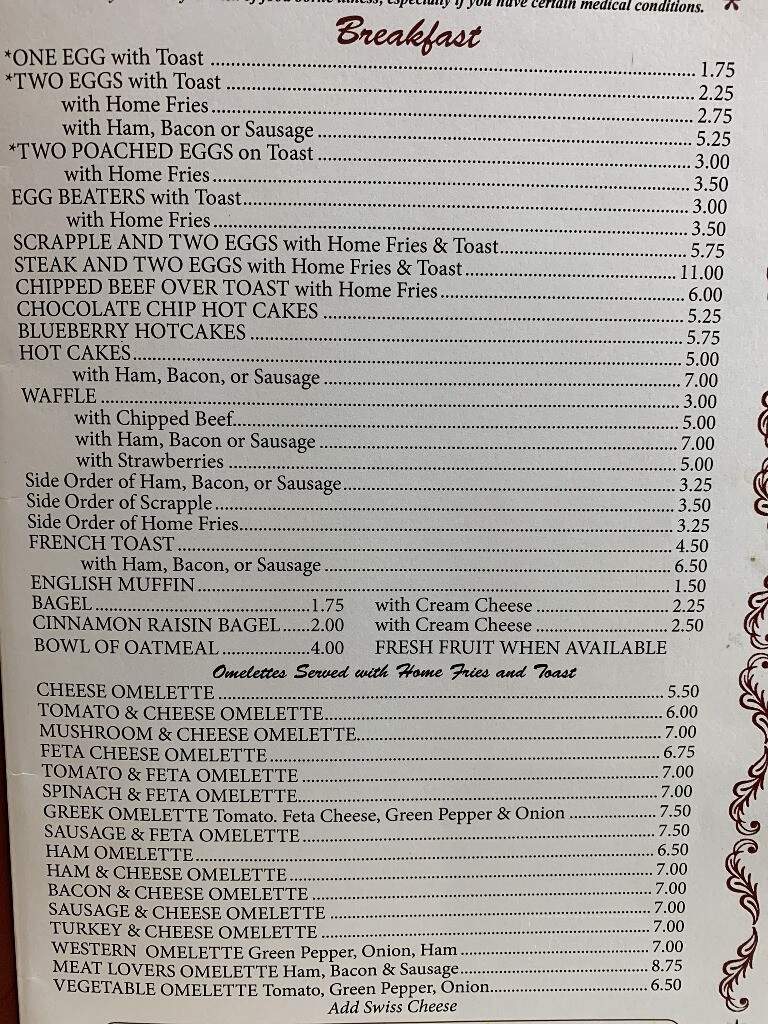 of food borne illness, especially if you have certain medical conditions. *
Breakfast
*ONE EGG with Toast ........ 1.75
*TWO EGGS with Toast ........ 2.25
with Home Fries ........ 2.75
with Ham, Bacon or Sausage ........ 5.25
*TWO POACHED EGGS on Toast ........ 3.00
with Home Fries ........ 3.50
EGG BEATERS with Toast ........ 3.00
with Home Fries ........ 3.50
SCRAPPLE AND TWO EGGS with Home Fries & Toast ........ 5.75
STEAK AND TWO EGGS with Home Fries & Toast ........ 11.00
CHIPPED BEEF OVER TOAST with Home Fries ........ 6.00
CHOCOLATE CHIP HOT CAKES ........ 5.25
BLUEBERRY HOTCAKES ........ 5.75
HOT CAKES ........ 5.00
with Ham, Bacon, or Sausage ........ 7.00
WAFFLE ........ 3.00
with Chipped Beef ........ 5.00
with Ham, Bacon or Sausage ........ 7.00
with Strawberries ........ 5.00
Side Order of Ham, Bacon, or Sausage ........ 3.25
Side Order of Scrapple ........ 3.50
Side Order of Home Fries ........ 3.25
FRENCH TOAST ........ 4.50
with Ham, Bacon, or Sausage ........ 6.50
ENGLISH MUFFIN ........ 1.50
BAGEL ........ 1.75 with Cream Cheese ........ 2.25
CINNAMON RAISIN BAGEL ...... 2.00 with Cream Cheese ........ 2.50
BOWL OF OATMEAL ........ 4.00 FRESH FRUIT WHEN AVAILABLE
Omelettes Served with Home Fries and Toast
CHEESE OMELETTE ........ 5.50
TOMATO & CHEESE OMELETTE ........ 6.00
MUSHROOM & CHEESE OMELETTE ........ 7.00
FETA CHEESE OMELETTE ........ 6.75
TOMATO & FETA OMELETTE ........ 7.00
SPINACH & FETA OMELETTE ........ 7.00
GREEK OMELETTE Tomato. Feta Cheese, Green Pepper & Onion ........ 7.50
SAUSAGE & FETA OMELETTE ........ 7.50
HAM OMELETTE ........ 6.50
HAM & CHEESE OMELETTE ........ 7.00
BACON & CHEESE OMELETTE ........ 7.00
SAUSAGE & CHEESE OMELETTE ........ 7.00
TURKEY & CHEESE OMELETTE ........ 7.00
WESTERN OMELETTE Green Pepper, Onion, Ham ........ 7.00
MEAT LOVERS OMELETTE Ham, Bacon & Sausage ........ 8.75
VEGETABLE OMELETTE Tomato, Green Pepper, Onion ........ 6.50
Add Swiss Cheese